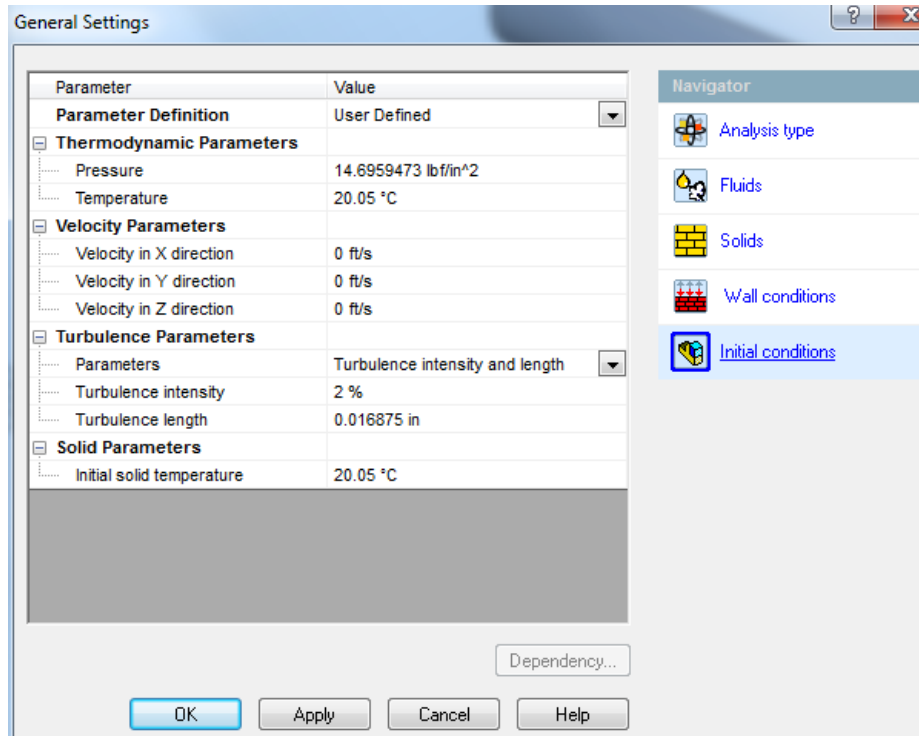 General Settings
Parameter Value
Parameter Definition User Defined
Thermodynamic Parameters
Pressure 14.6959473 lbf/in^2
Temperature 20.05 °C
Velocity Parameters
Velocity in X direction 0 ft/s
Velocity in Y direction 0 ft/s
Velocity in Z direction 0 ft/s
Turbulence Parameters
Parameters Turbulence intensity and length
Turbulence intensity 2 %
Turbulence length 0.016875 in
Solid Parameters
Initial solid temperature 20.05 °C
Dependency...
OK Apply Cancel Help
Navigator
Analysis type
Fluids
Solids
Wall conditions
Initial conditions